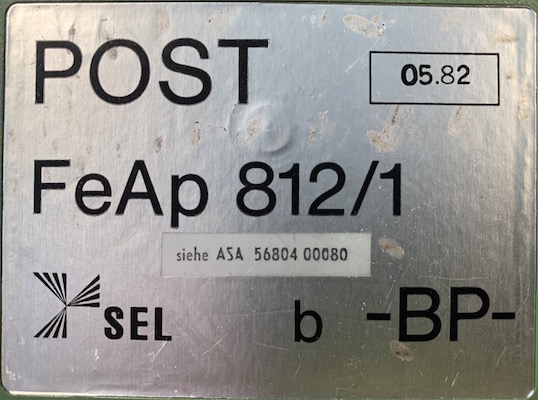 POST 05.82
FeAp 812/1
siehe ASA 56804 00080
SEL b -BP-